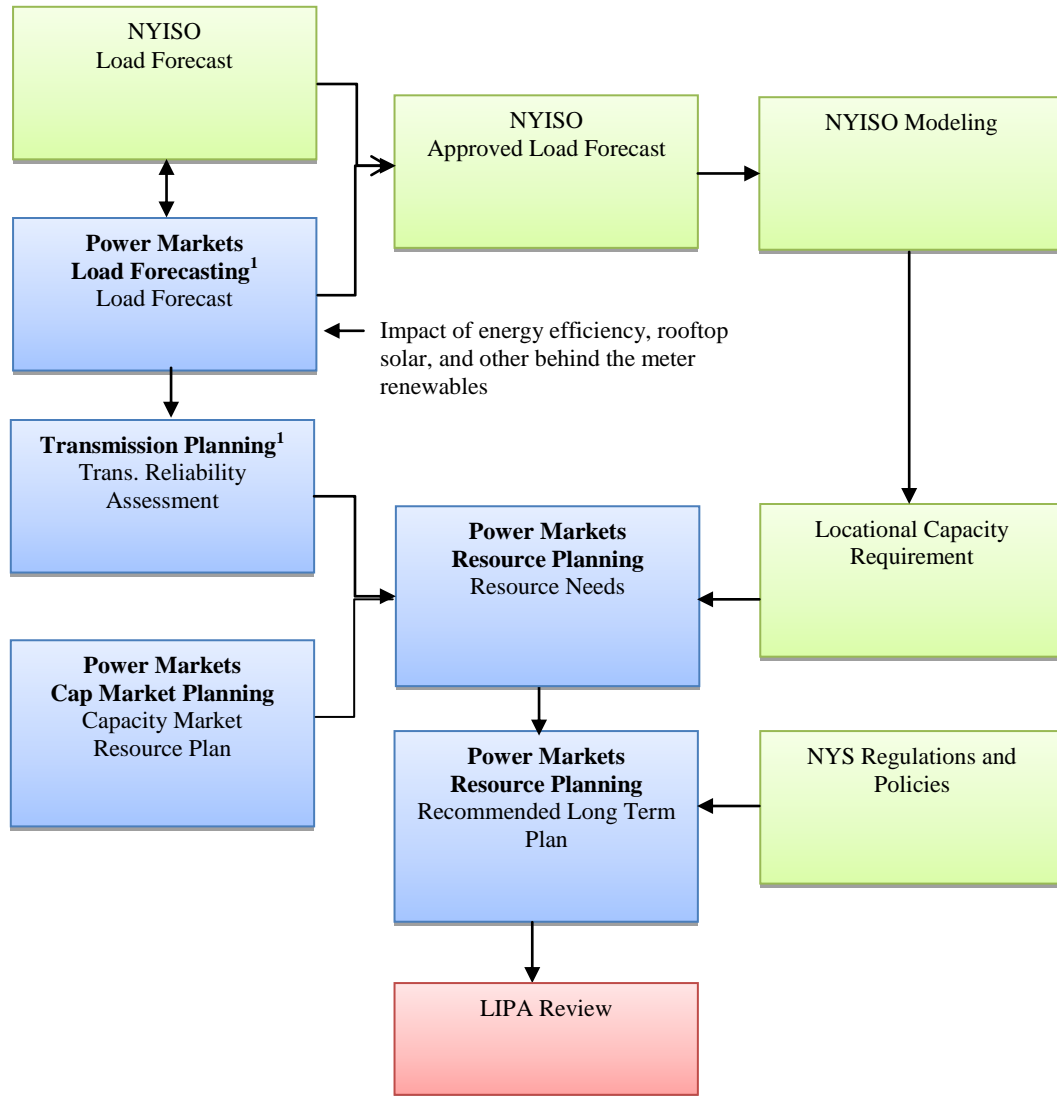 NYISO
Load Forecast
NYISO
Approved Load Forecast
NYISO Modeling
Power Markets
Load Forecasting¹
Load Forecast
Impact of energy efficiency, rooftop
solar, and other behind the meter
renewables
Transmission Planning¹
Trans. Reliability
Assessment
Power Markets
Resource Planning
Resource Needs
Locational Capacity
Requirement
Power Markets
Cap Market Planning
Capacity Market
Resource Plan
Power Markets
Resource Planning
Recommended Long Term
Plan
NYS Regulations and
Policies
LIPA Review